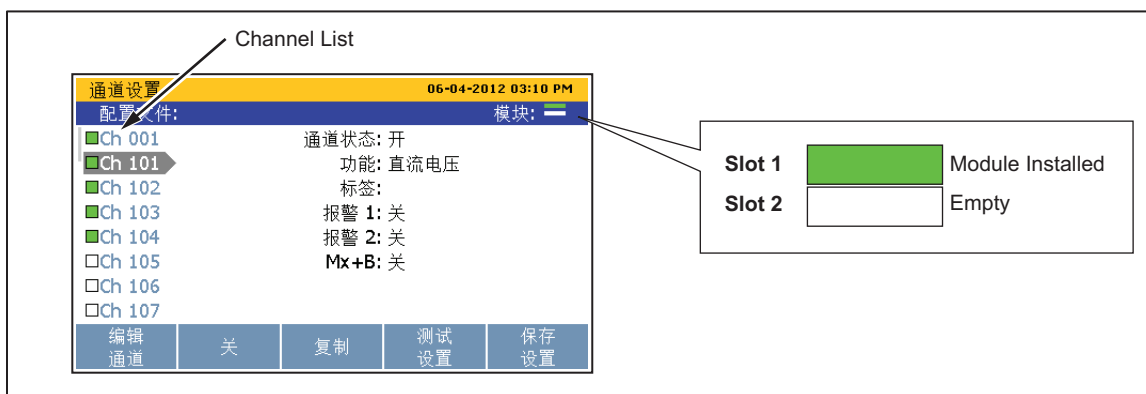 Channel List
通道设置 06-04-2012 03:10 PM
配置文件: 模块:
Ch 001 通道状态: 开
Ch 101 功能: 直流电压
Ch 102 标签:
Ch 103 报警 1: 关
Ch 104 报警 2: 关
Ch 105 Mx+B: 关
Ch 106
Ch 107
编辑通道 关 复制 测试设置 保存设置
Slot 1 Module Installed
Slot 2 Empty